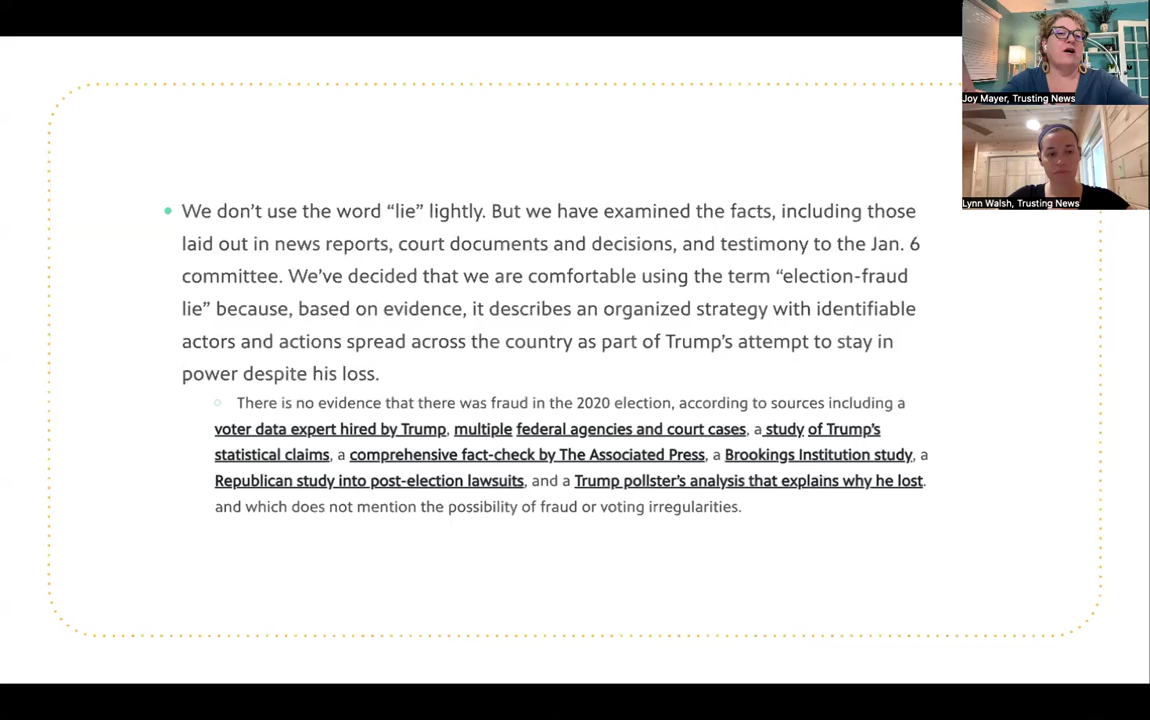 Joy Mayer, Trusting News
Lynn Walsh, Trusting News
We don’t use the word “lie” lightly. But we have examined the facts, including those
laid out in news reports, court documents and decisions, and testimony to the Jan. 6
committee. We’ve decided that we are comfortable using the term “election-fraud
lie” because, based on evidence, it describes an organized strategy with identifiable
actors and actions spread across the country as part of Trump’s attempt to stay in
power despite his loss.
There is no evidence that there was fraud in the 2020 election, according to sources including a
voter data expert hired by Trump, multiple federal agencies and court cases, a study of Trump’s
statistical claims, a comprehensive fact-check by The Associated Press, a Brookings Institution study, a
Republican study into post-election lawsuits, and a Trump pollster’s analysis that explains why he lost.
and which does not mention the possibility of fraud or voting irregularities.